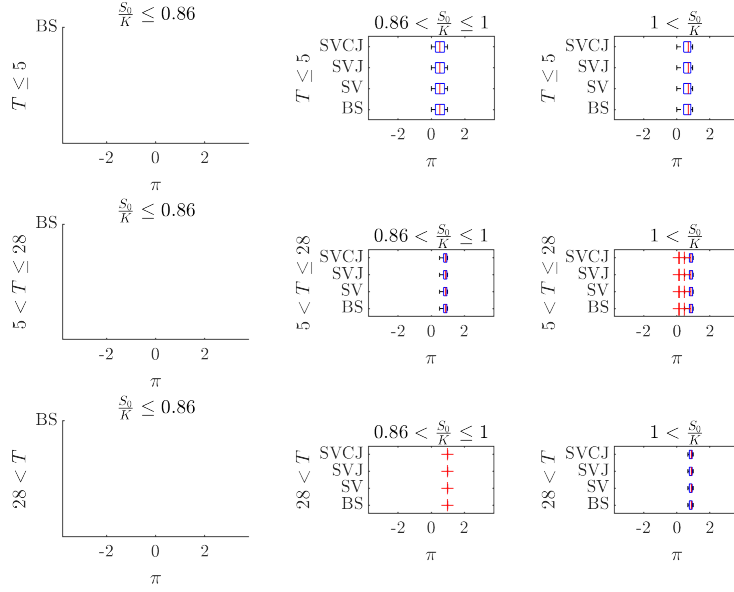 S₀/K ≤ 0.86
BS
T ≤ 5
-2 0 2
π
0.86 < S₀/K ≤ 1
SVCJ
SVJ
SV
BS
T ≤ 5
-2 0 2
π
1 < S₀/K
SVCJ
SVJ
SV
BS
T ≤ 5
-2 0 2
π
S₀/K ≤ 0.86
BS
5 < T ≤ 28
-2 0 2
π
0.86 < S₀/K ≤ 1
SVCJ
SVJ
SV
BS
5 < T ≤ 28
-2 0 2
π
1 < S₀/K
SVCJ
SVJ
SV
BS
5 < T ≤ 28
-2 0 2
π
S₀/K ≤ 0.86
BS
28 < T
-2 0 2
π
0.86 < S₀/K ≤ 1
SVCJ
SVJ
SV
BS
28 < T
-2 0 2
π
1 < S₀/K
SVCJ
SVJ
SV
BS
28 < T
-2 0 2
π